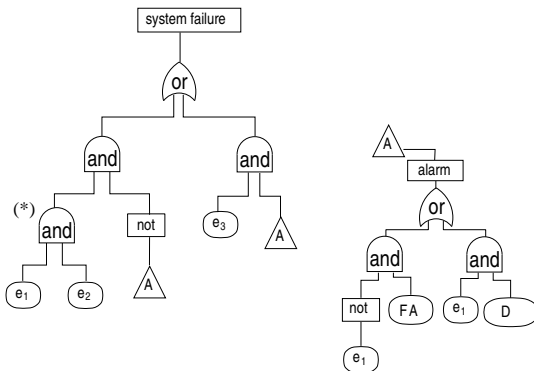 system failure
or
and
and
(*)
and
not
e₃
A
e₁
e₂
A
A
alarm
or
and
and
not
FA
e₁
D
e₁